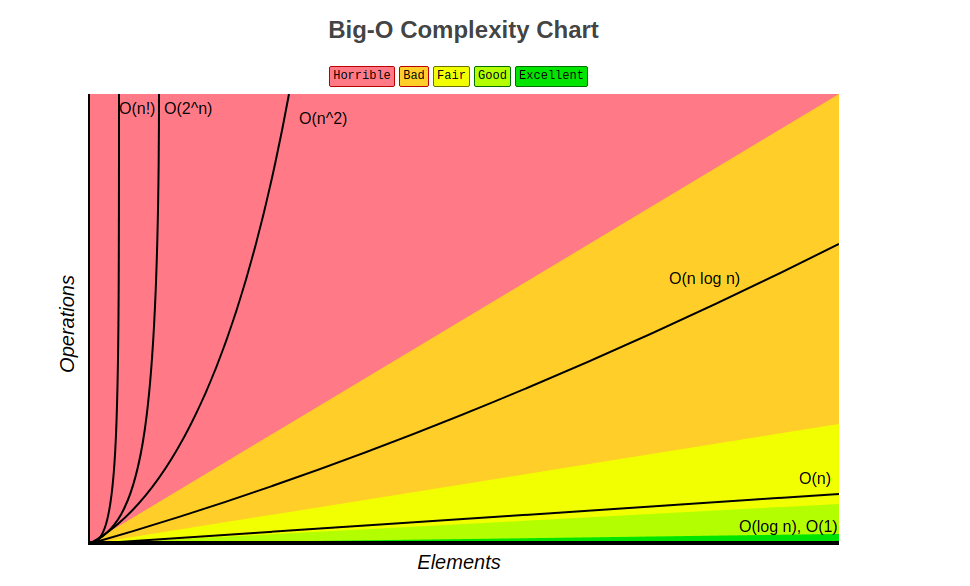 Big-O Complexity Chart
Horrible Bad Fair Good Excellent
O(n!) O(2^n)
O(n^2)
O(n log n)
O(n)
O(log n), O(1)
Operations
Elements